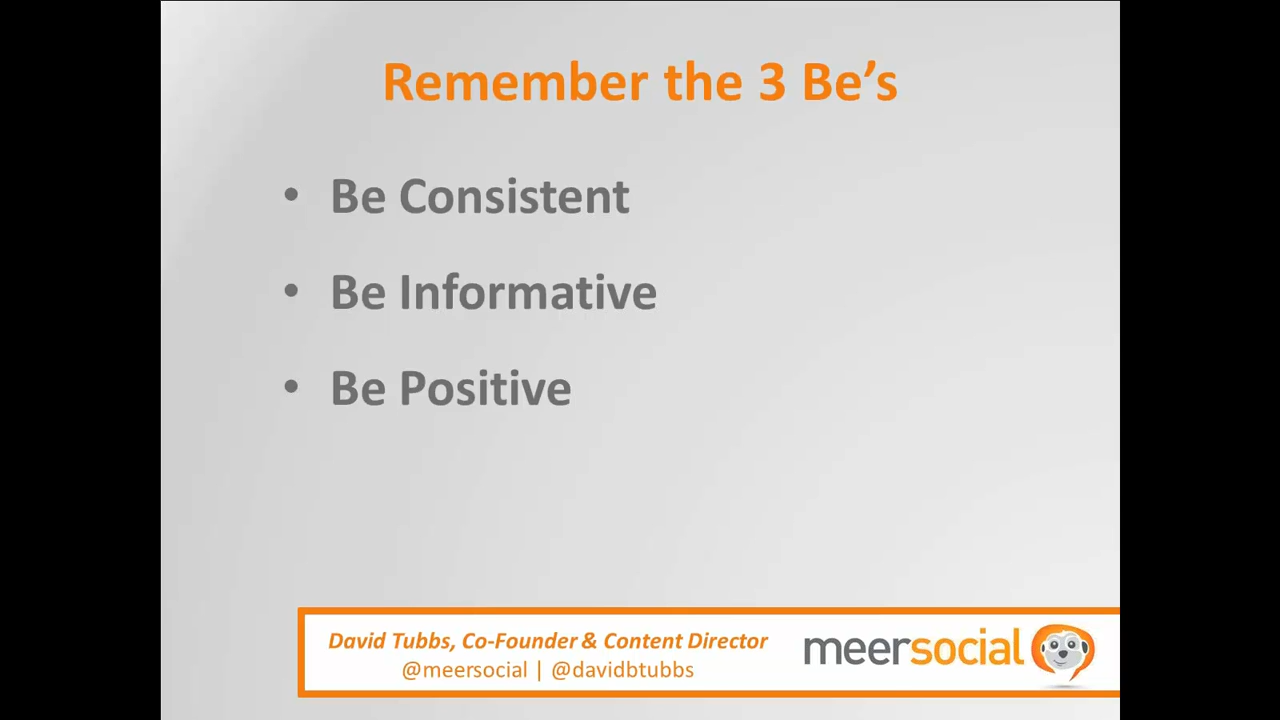 Remember the 3 Be’s
• Be Consistent
• Be Informative
• Be Positive
David Tubbs, Co-Founder & Content Director
@meersocial | @davidbtubbs
meersocial